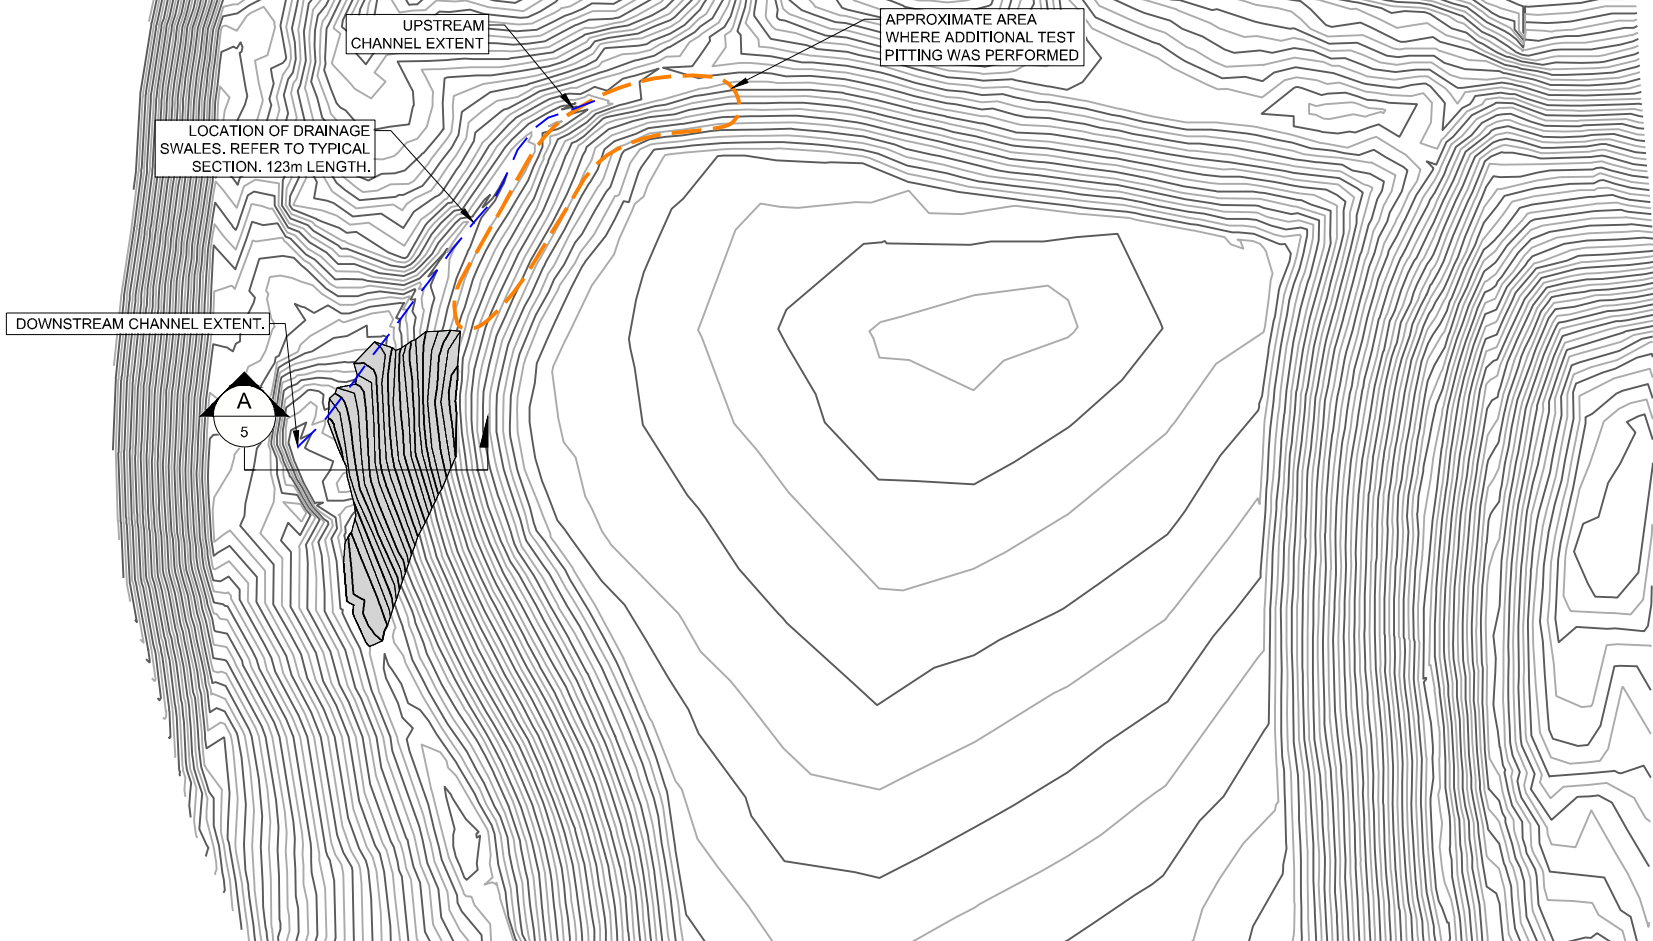 UPSTREAM
CHANNEL EXTENT
APPROXIMATE AREA
WHERE ADDITIONAL TEST
PITTING WAS PERFORMED
LOCATION OF DRAINAGE
SWALES. REFER TO TYPICAL
SECTION. 123m LENGTH.
DOWNSTREAM CHANNEL EXTENT.
A
5